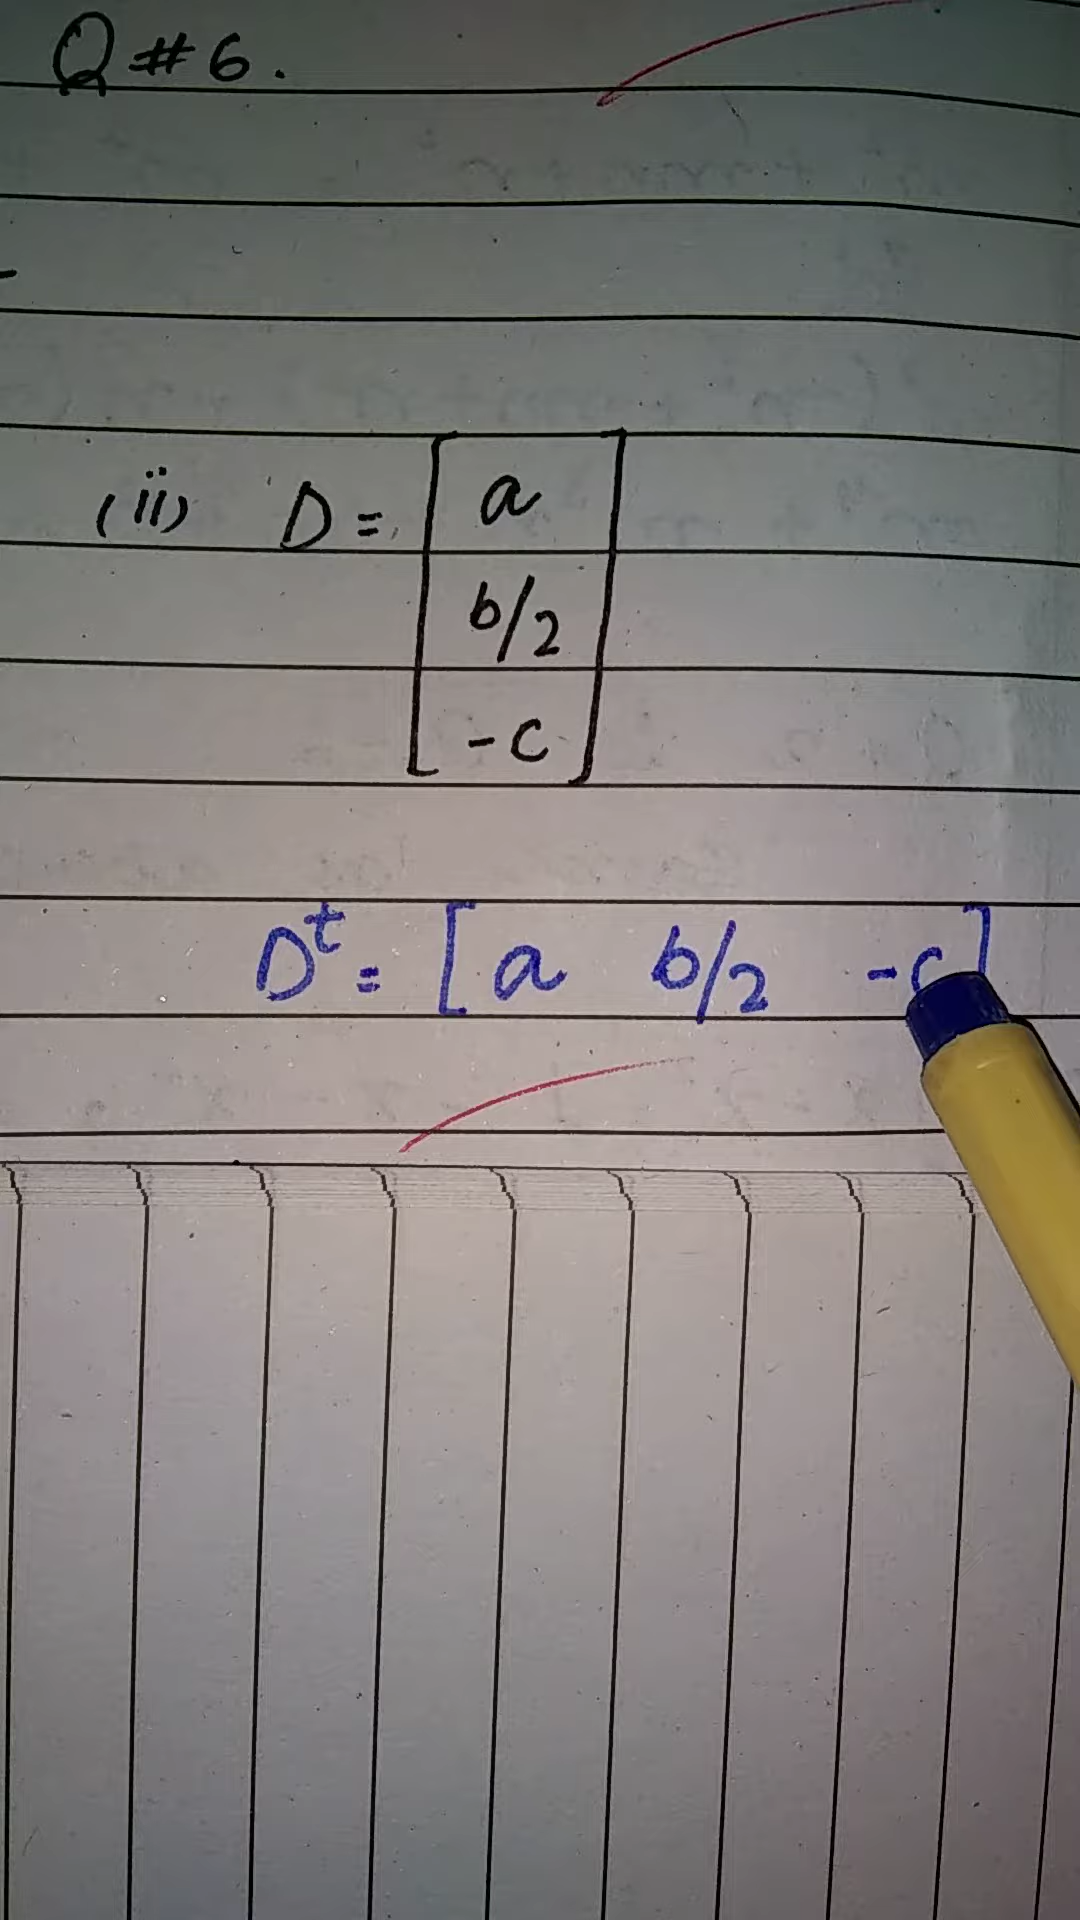 Q # 6.
(ii) D = [a
b/2
-c]
Dᵗ = [a b/2 -c]